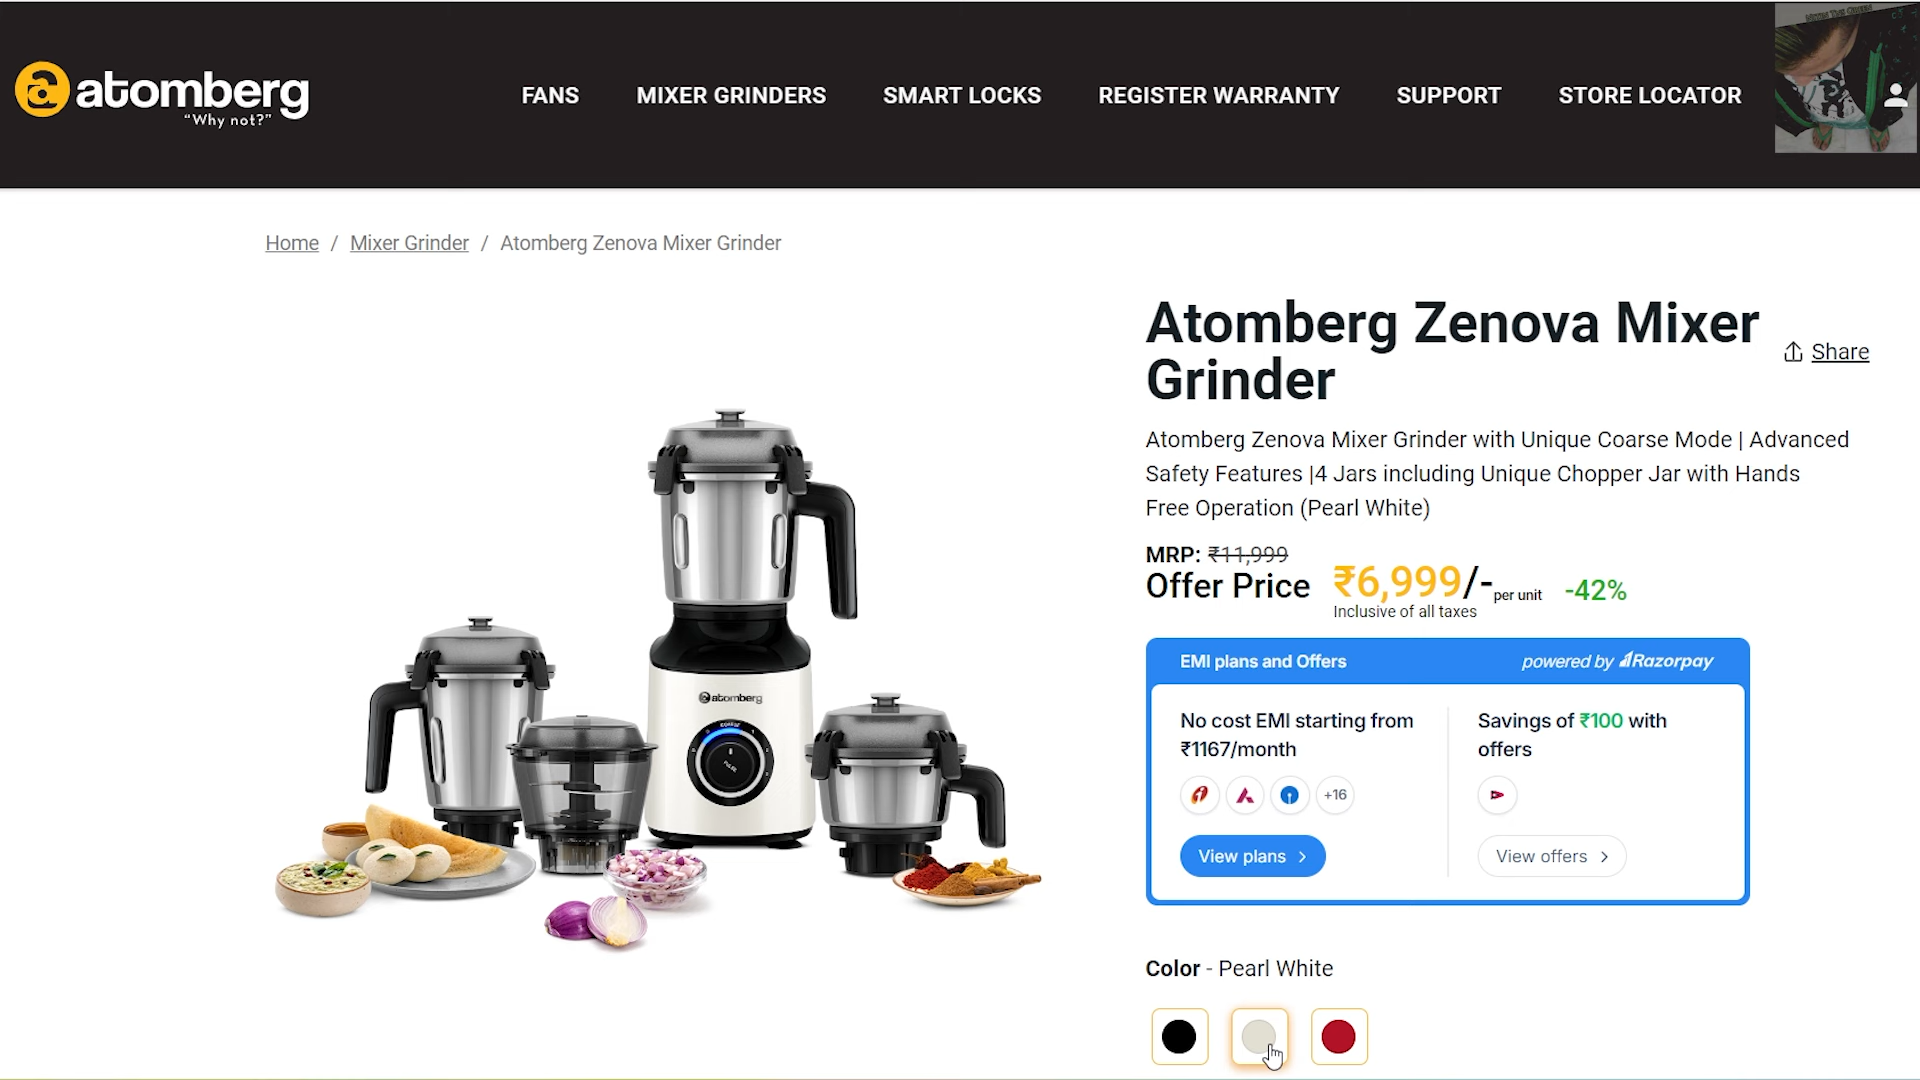 atomberg
"Why not?"
FANS
MIXER GRINDERS
SMART LOCKS
REGISTER WARRANTY
SUPPORT
STORE LOCATOR
Home / Mixer Grinder / Atomberg Zenova Mixer Grinder
Atomberg Zenova Mixer
Grinder
Share
Atomberg Zenova Mixer Grinder with Unique Coarse Mode | Advanced
Safety Features |4 Jars including Unique Chopper Jar with Hands
Free Operation (Pearl White)
MRP: ₹11,999
Offer Price ₹6,999/- per unit -42%
Inclusive of all taxes
EMI plans and Offers
powered by Razorpay
No cost EMI starting from
₹1167/month
+16
View plans
Savings of ₹100 with
offers
View offers
atomberg
COARSE
PULSE
Color - Pearl White